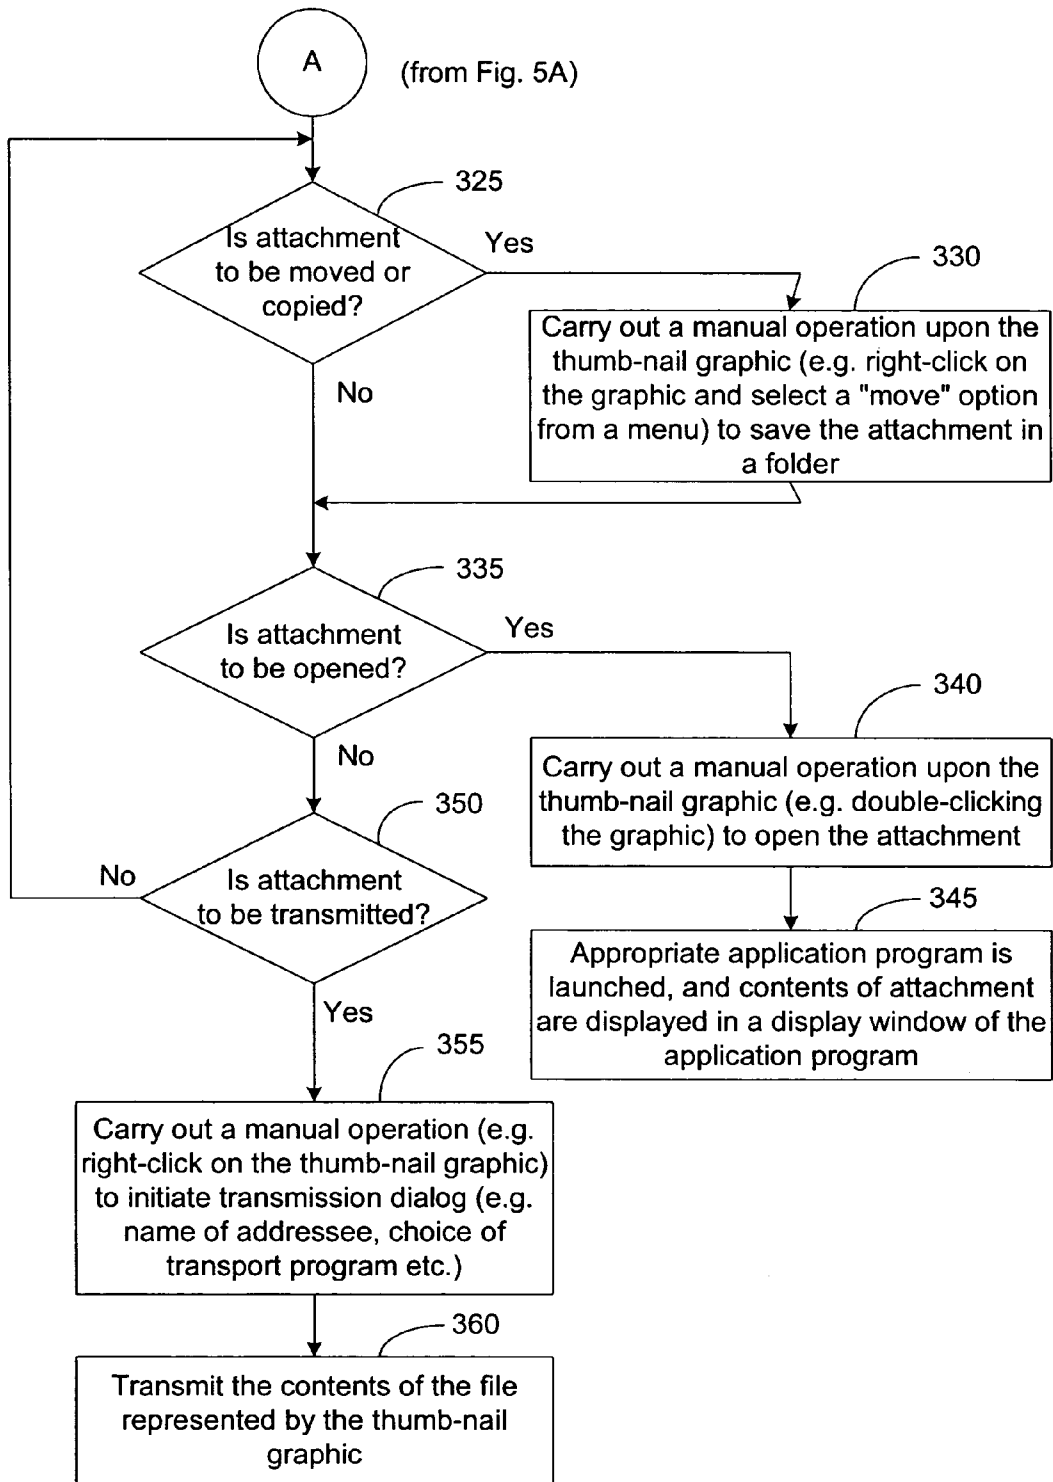 A
(from Fig. 5A)
325
Is attachment
to be moved or
copied?
Yes
No
330
Carry out a manual operation upon the
thumb-nail graphic (e.g. right-click on
the graphic and select a "move" option
from a menu) to save the attachment in
a folder
335
Is attachment
to be opened?
Yes
No
340
Carry out a manual operation upon the
thumb-nail graphic (e.g. double-clicking
the graphic) to open the attachment
345
Appropriate application program is
launched, and contents of attachment
are displayed in a display window of the
application program
350
Is attachment
to be transmitted?
No
Yes
355
Carry out a manual operation (e.g.
right-click on the thumb-nail graphic)
to initiate transmission dialog (e.g.
name of addressee, choice of
transport program etc.)
360
Transmit the contents of the file
represented by the thumb-nail
graphic